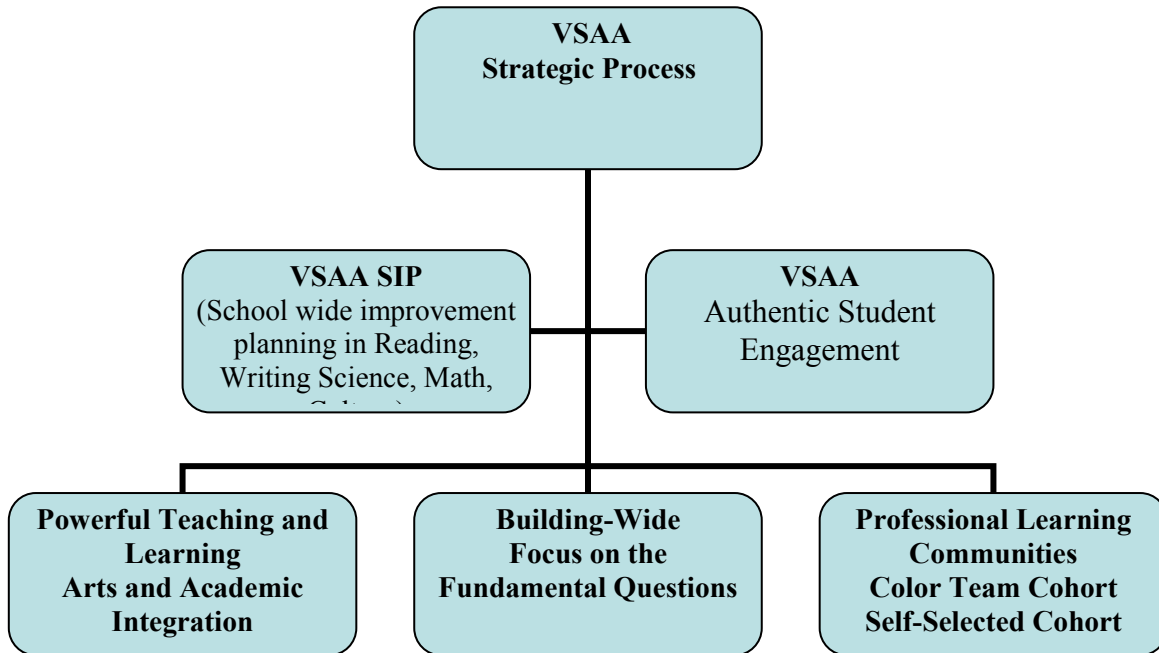 VSAA
Strategic Process
VSAA SIP
(School wide improvement
planning in Reading,
Writing Science, Math,
VSAA
Authentic Student
Engagement
Powerful Teaching and
Learning
Arts and Academic
Integration
Building-Wide
Focus on the
Fundamental Questions
Professional Learning
Communities
Color Team Cohort
Self-Selected Cohort